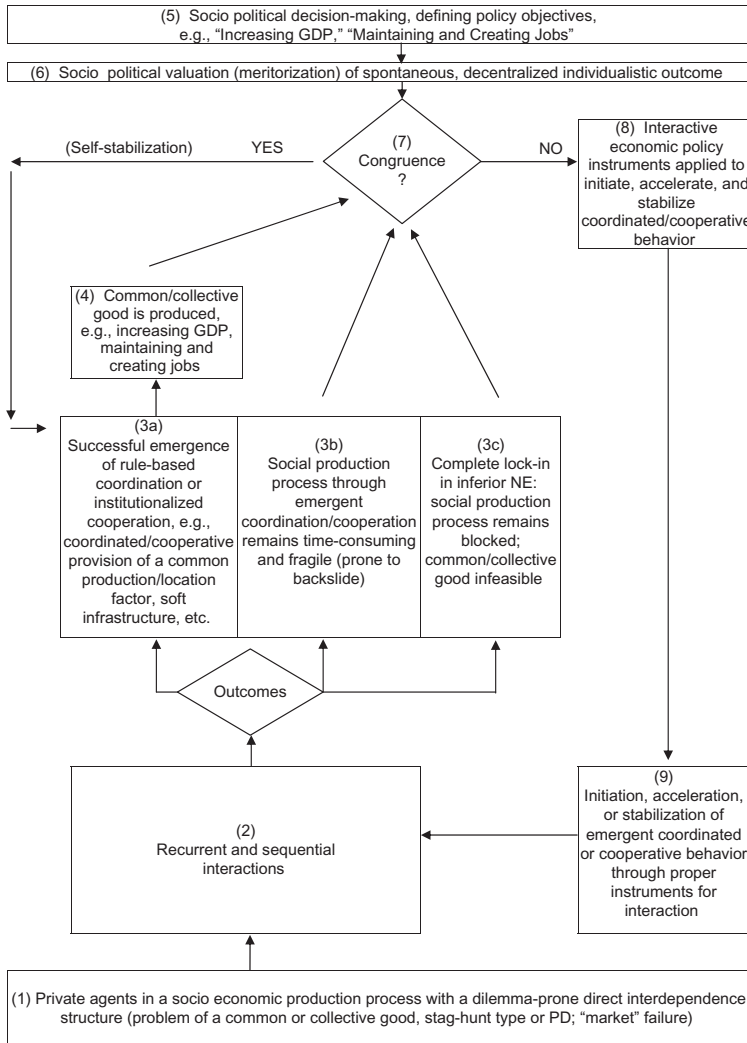 (5) Socio political decision-making, defining policy objectives,
e.g., “Increasing GDP,” “Maintaining and Creating Jobs”
(6) Socio political valuation (meritorization) of spontaneous, decentralized individualistic outcome
(7)
Congruence
?
(Self-stabilization) YES
NO
(8) Interactive
economic policy
instruments applied to
initiate, accelerate, and
stabilize
coordinated/cooperative
behavior
(4) Common/collective
good is produced,
e.g., increasing GDP,
maintaining and
creating jobs
(3a)
Successful emergence
of rule-based
coordination or
institutionalized
cooperation, e.g.,
coordinated/cooperative
provision of a common
production/location
factor, soft
infrastructure, etc.
(3b)
Social production
process through
emergent
coordination/cooperation
remains time-consuming
and fragile (prone to
backslide)
(3c)
Complete lock-in
in inferior NE:
social production
process remains
blocked;
common/collective
good infeasible
Outcomes
(2)
Recurrent and sequential
interactions
(9)
Initiation, acceleration,
or stabilization of
emergent coordinated
or cooperative behavior
through proper
instruments for
interaction
(1) Private agents in a socio economic production process with a dilemma-prone direct interdependence
structure (problem of a common or collective good, stag-hunt type or PD; “market” failure)